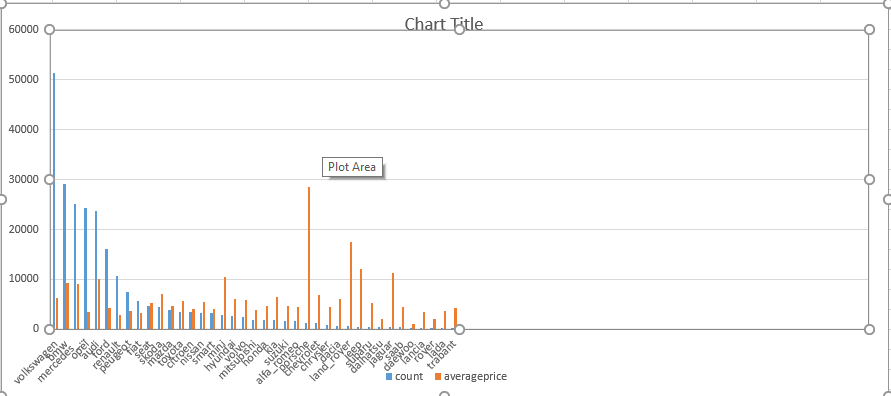 Chart Title
60000
50000
40000
30000
20000
10000
0
Plot Area
volkswagen
bmw
mercedes
opel
audi
ford
renault
peugeot
fiat
seat
skoda
mazda
toyota
citroen
nissan
smart
mini
hyundai
volvo
mitsupishi
honda
kia
suzuki
alfa_romeo
porsche
chevrolet
chrysler
dacia
land_rover
jeep
subaru
daihatsu
jaguar
saab
daewoo
lancia
rover
lada
trabant
count
averageprice